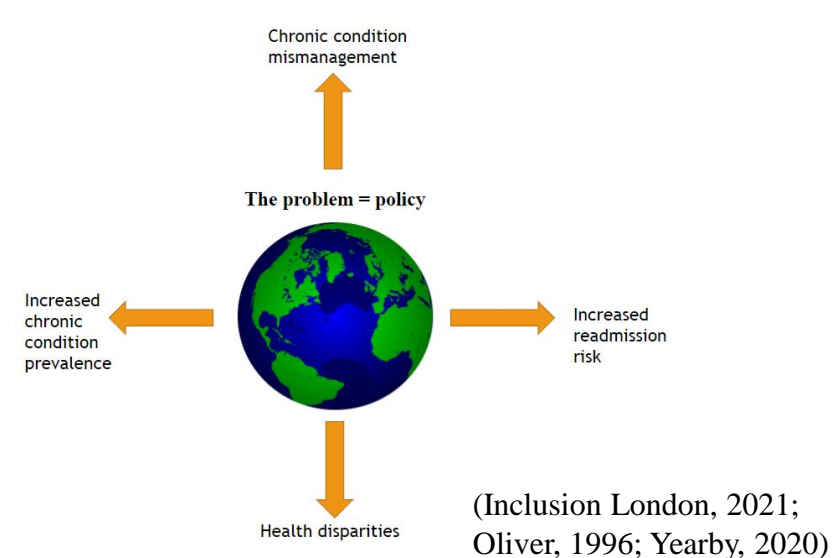 Chronic condition
mismanagement
The problem = policy
Increased
chronic
condition
prevalence
Increased
readmission
risk
Health disparities
(Inclusion London, 2021;
Oliver, 1996; Yearby, 2020)